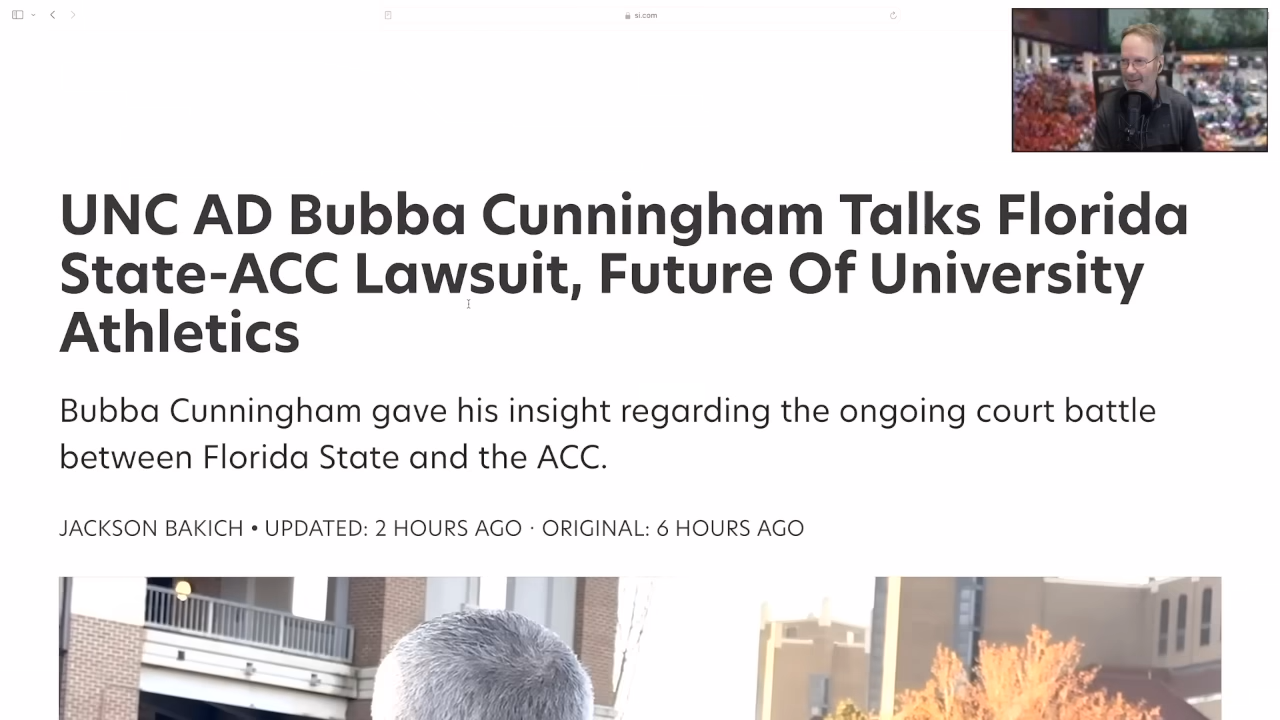 si.com
UNC AD Bubba Cunningham Talks Florida
State-ACC Lawsuit, Future Of University
Athletics
Bubba Cunningham gave his insight regarding the ongoing court battle
between Florida State and the ACC.
JACKSON BAKICH • UPDATED: 2 HOURS AGO · ORIGINAL: 6 HOURS AGO